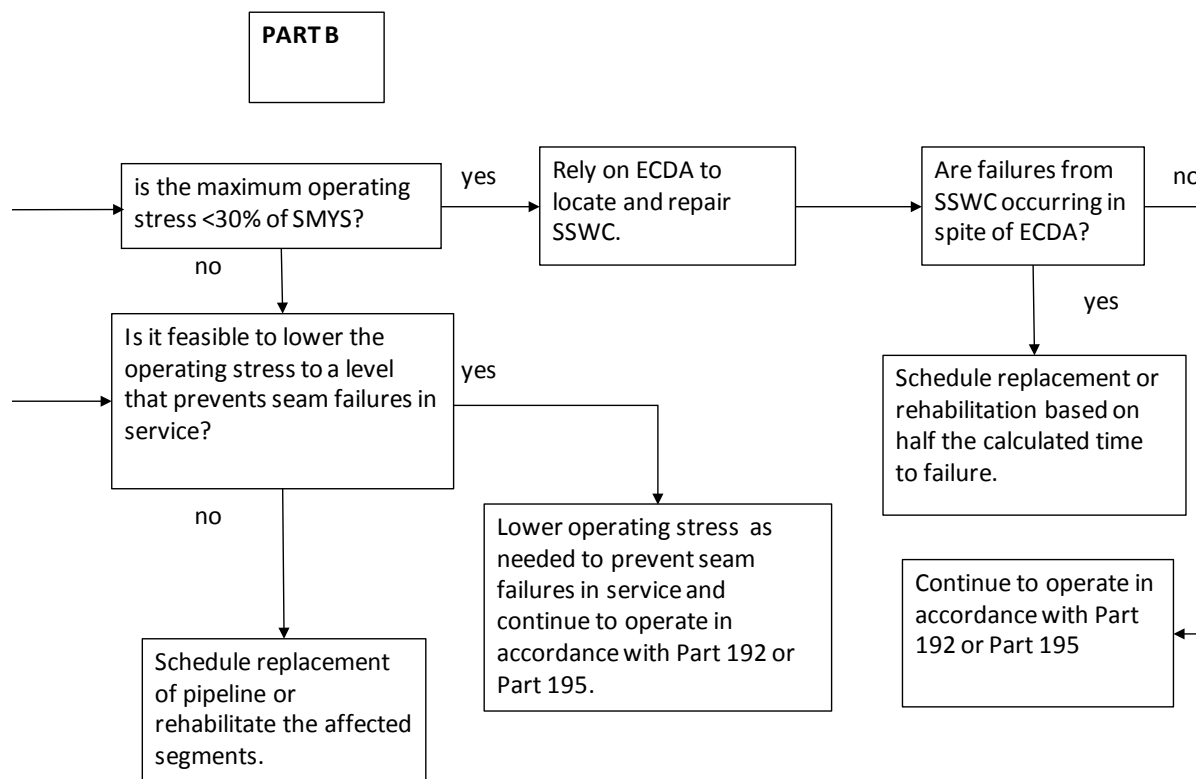 PART B
is the maximum operating
stress <30% of SMYS?
yes
Rely on ECDA to
locate and repair
SSWC.
Are failures from
SSWC occurring in
spite of ECDA?
no
no
yes
Is it feasible to lower the
operating stress to a level
that prevents seam failures in
service?
yes
Schedule replacement or
rehabilitation based on
half the calculated time
to failure.
no
Lower operating stress as
needed to prevent seam
failures in service and
continue to operate in
accordance with Part 192 or
Part 195.
Continue to operate in
accordance with Part
192 or Part 195
Schedule replacement
of pipeline or
rehabilitate the affected
segments.